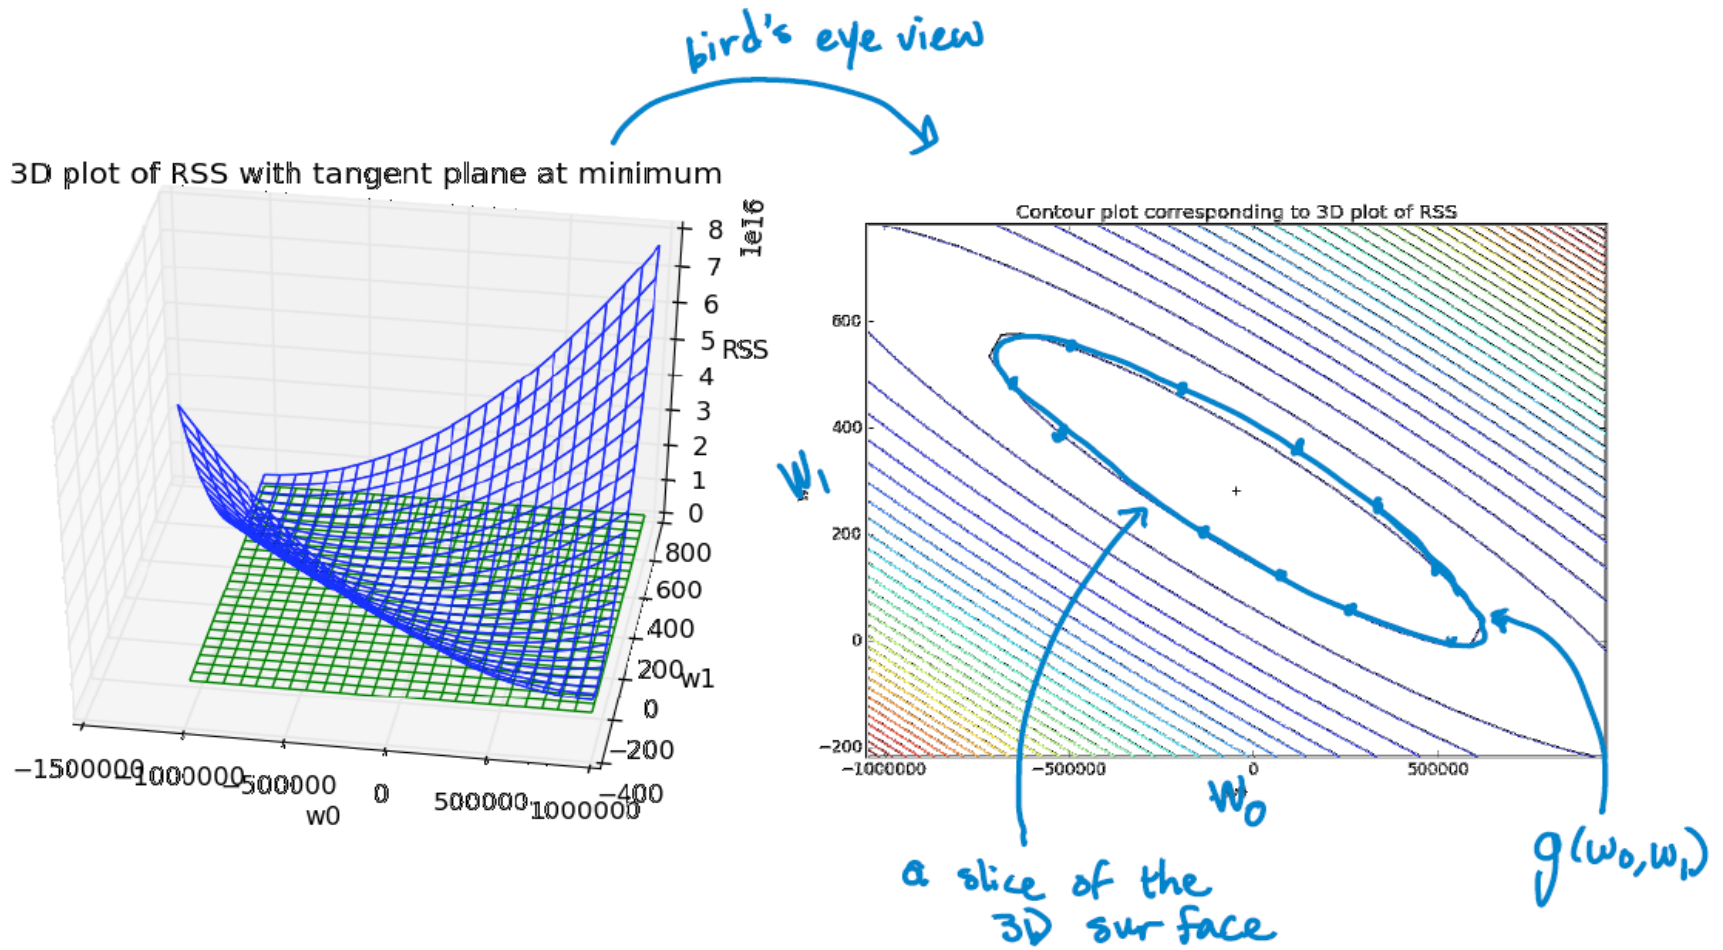 bird's eye view
3D plot of RSS with tangent plane at minimum
1e16
8
7
6
5
4
3
2
1
0
RSS
800
600
400
200
0
−200
−400
w1
−1500000
−1000000
−500000
0
500000
1000000
w0
Contour plot corresponding to 3D plot of RSS
600
400
200
0
−200
W1
−1000000
−500000
0
500000
W0
a slice of the
3D surface
g(w0,w1)